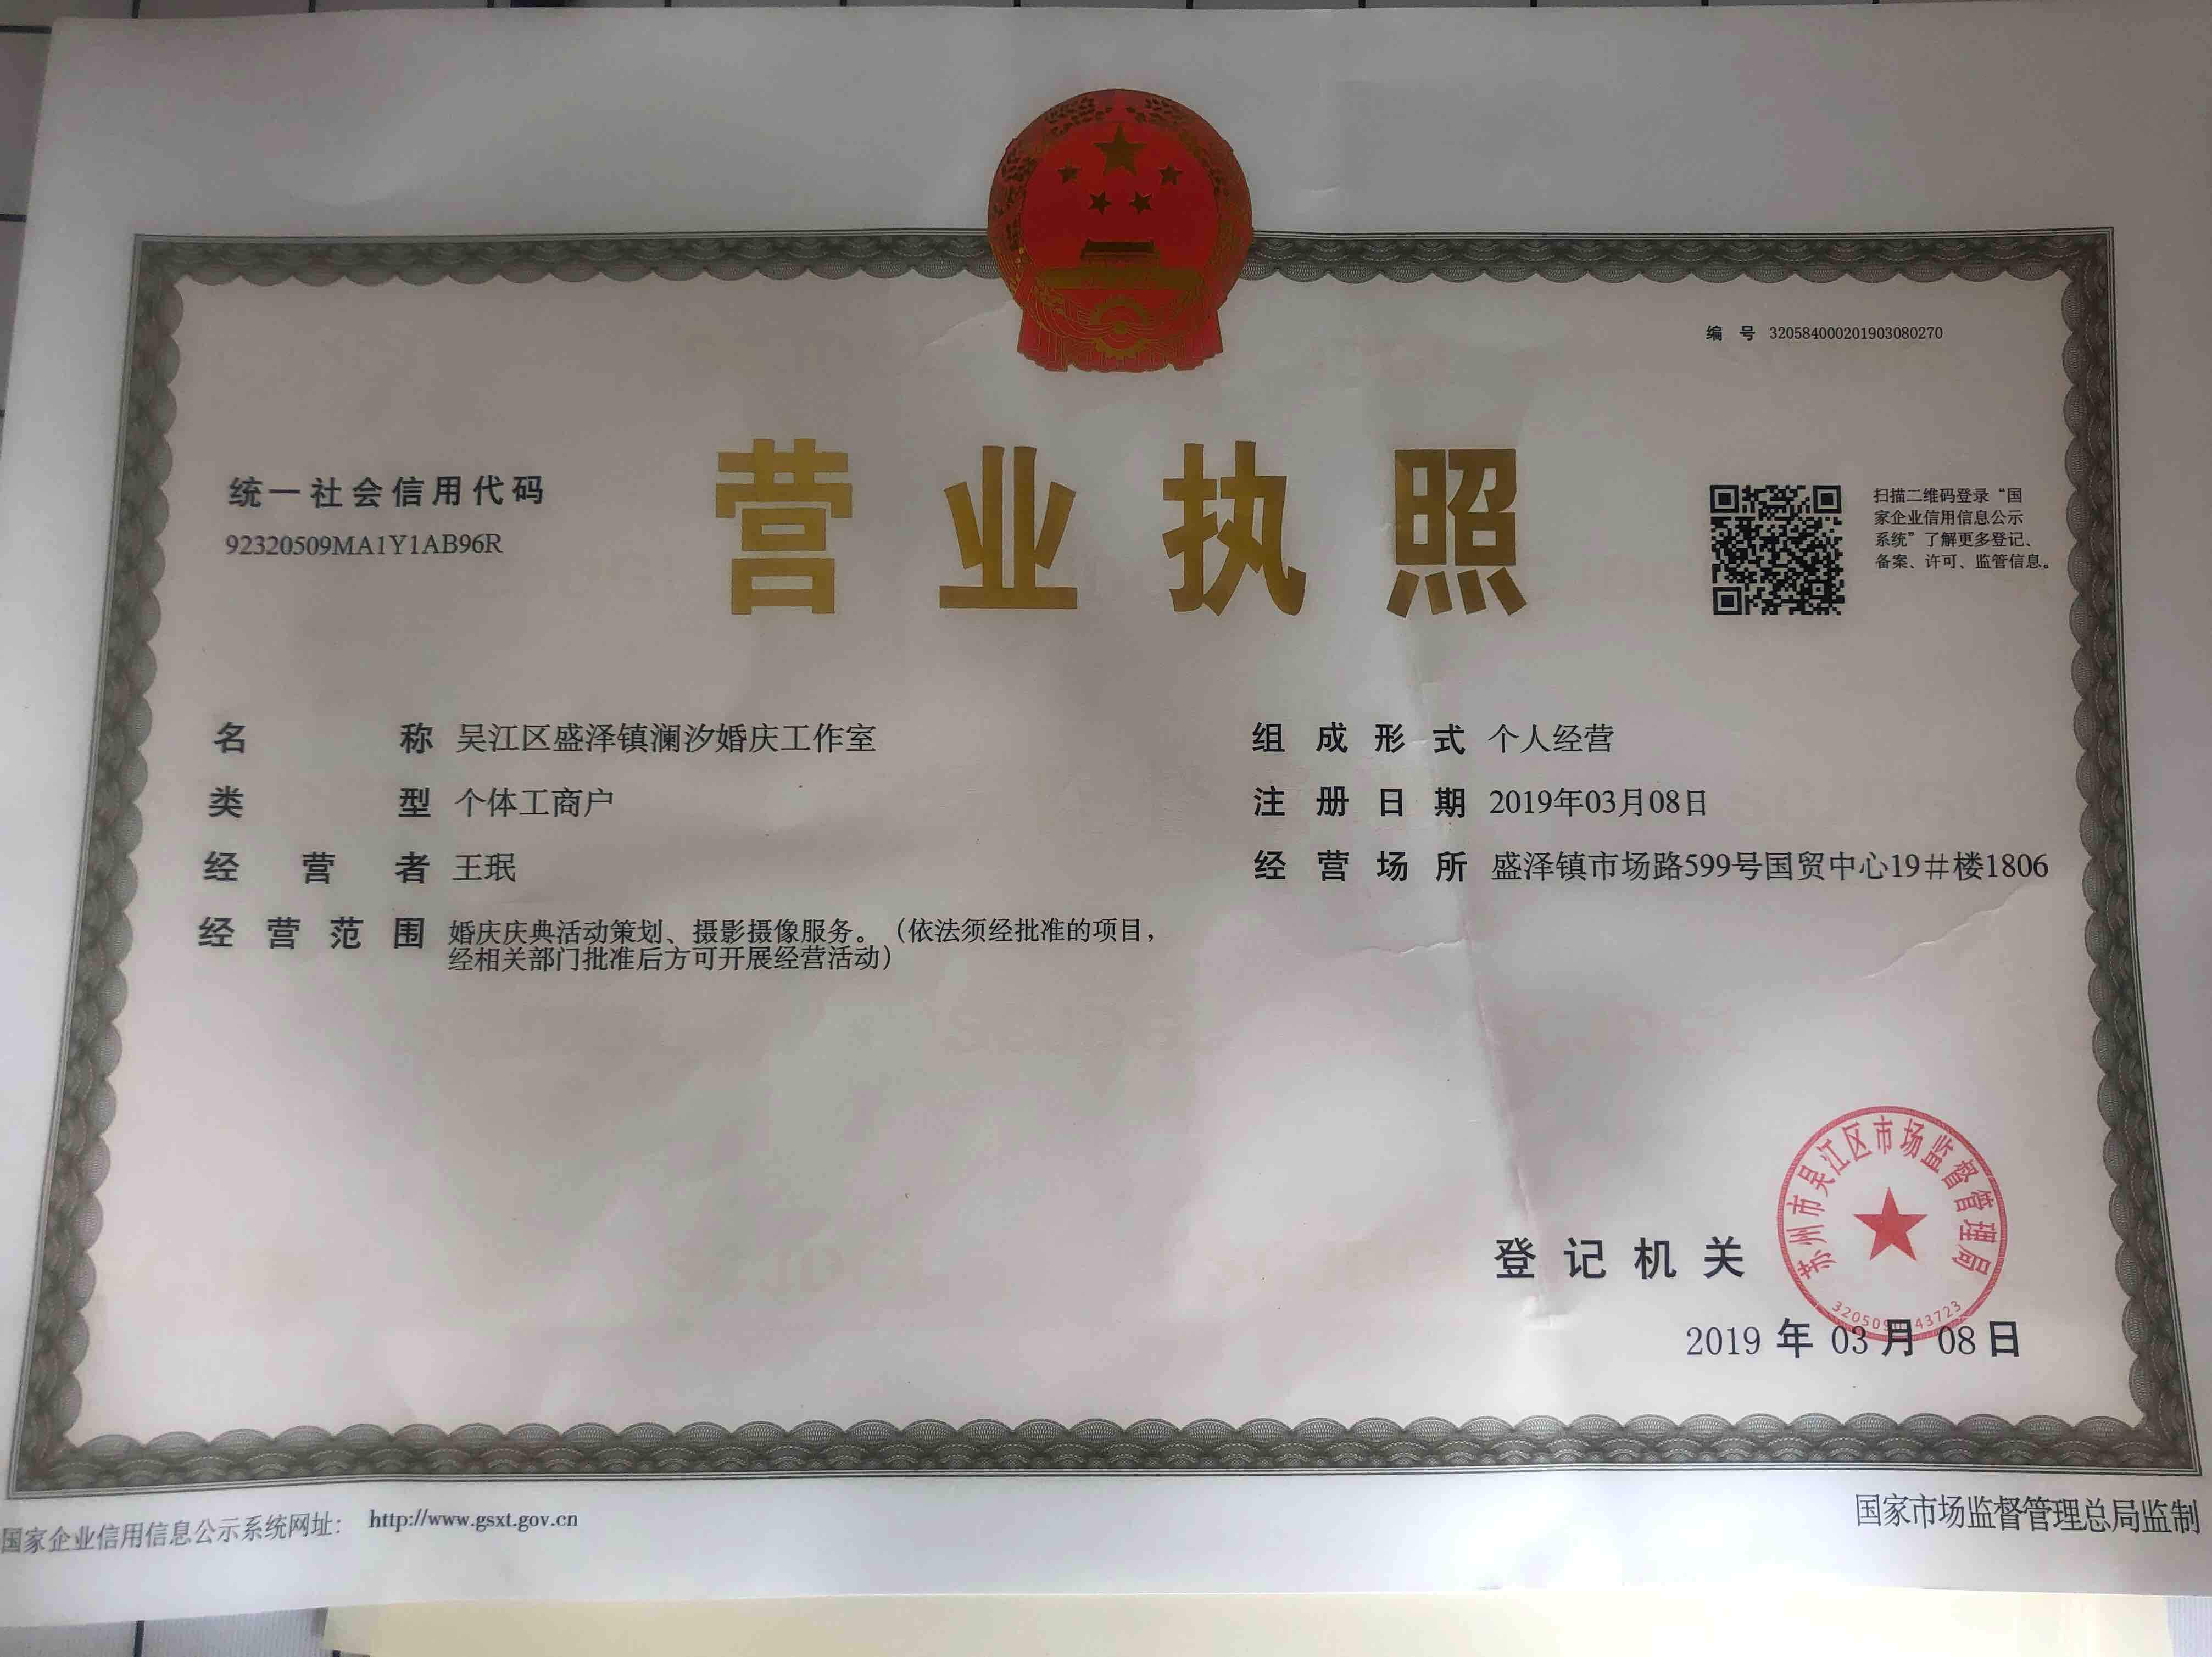 编 号 320584000201903080270
营业执照
统一社会信用代码
92320509MA1Y1AB96R
扫描二维码登录“国
家企业信用信息公示
系统”了解更多登记、
备案、许可、监管信息。
名 称 吴江区盛泽镇澜汐婚庆工作室
类 型 个体工商户
经 营 者 王珉
经 营 范 围 婚庆庆典活动策划、摄影摄像服务。（依法须经批准的项目，
经相关部门批准后方可开展经营活动）
组 成 形 式 个人经营
注 册 日 期 2019年03月08日
经 营 场 所 盛泽镇市场路599号国贸中心19＃楼1806
登 记 机 关
苏州市吴江区市场监督管理局
2019 年 03 月 08 日
国家企业信用信息公示系统网址： http://www.gsxt.gov.cn
国家市场监督管理总局监制